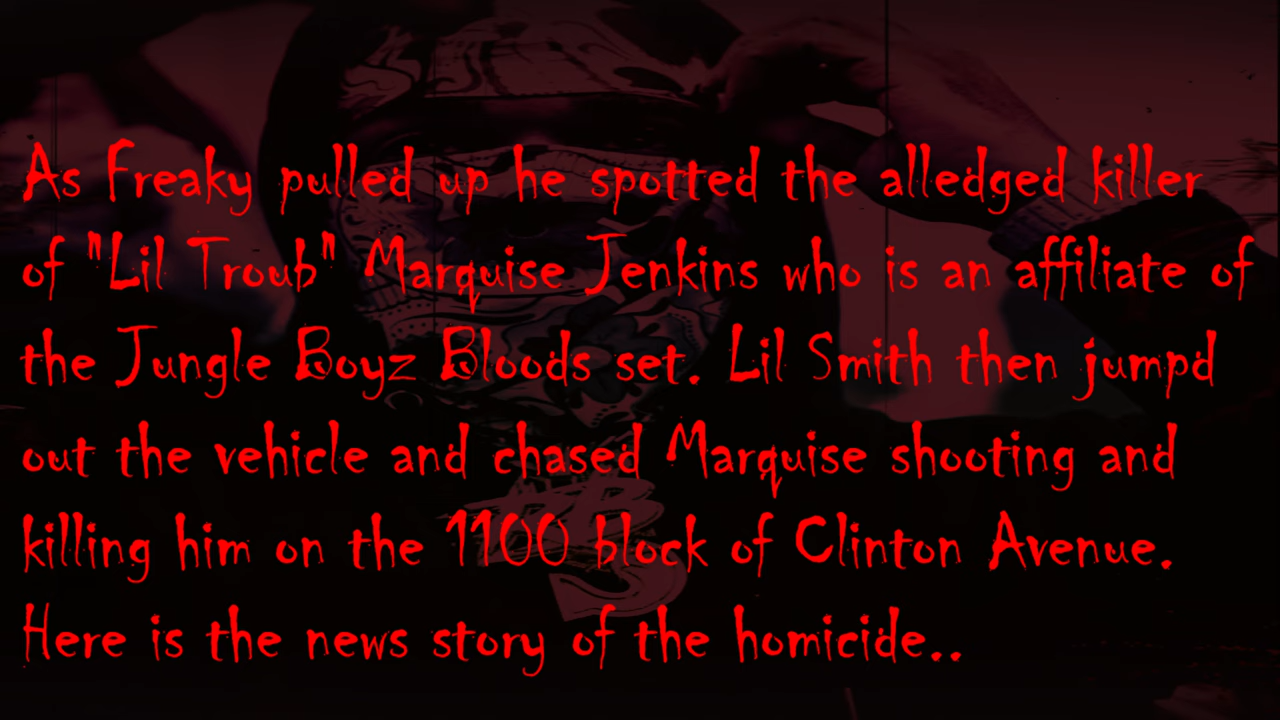 As Freaky pulled up he spotted the alledged killer
of "Lil Troub" Marquise Jenkins who is an affiliate of
the Jungle Boyz Bloods set. Lil Smith then jumpd
out the vehicle and chased Marquise shooting and
killing him on the 1100 block of Clinton Avenue.
Here is the news story of the homicide..